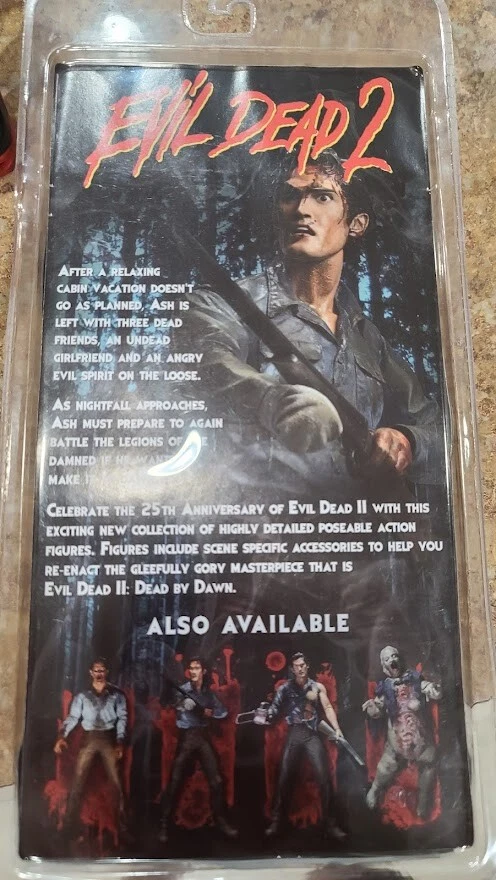 EVIL DEAD 2
AFTER A RELAXING
CABIN VACATION DOESN'T
GO AS PLANNED, ASH IS
LEFT WITH THREE DEAD
FRIENDS, AN UNDEAD
GIRLFRIEND AND AN ANGRY
EVIL SPIRIT ON THE LOOSE.
AS NIGHTFALL APPROACHES,
ASH MUST PREPARE TO AGAIN
BATTLE THE LEGIONS OF
DAMNED IF HE
MAKE
CELEBRATE THE 25TH ANNIVERSARY OF EVIL DEAD II WITH THIS
EXCITING NEW COLLECTION OF HIGHLY DETAILED POSEABLE ACTION
FIGURES. FIGURES INCLUDE SCENE SPECIFIC ACCESSORIES TO HELP YOU
RE-ENACT THE GLEEFULLY GORY MASTERPIECE THAT IS
EVIL DEAD II: DEAD BY DAWN.
ALSO AVAILABLE